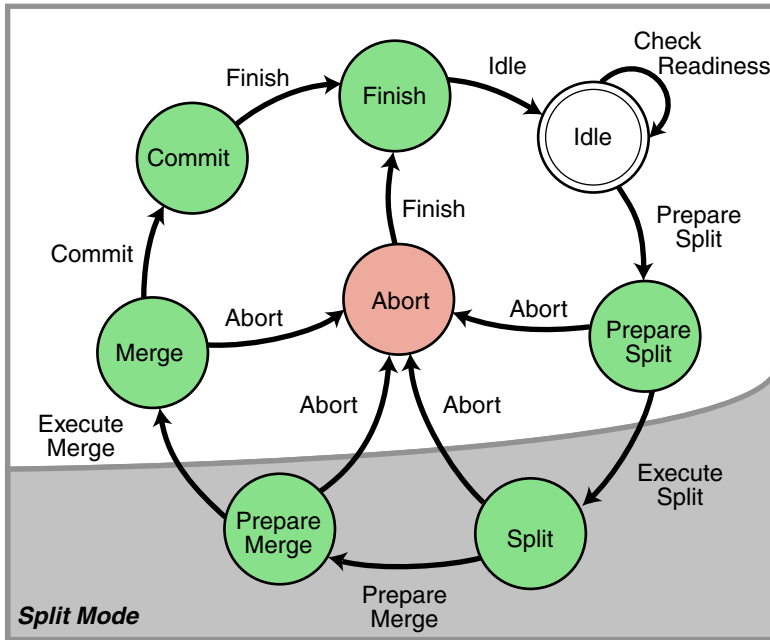 Check
Readiness
Finish
Idle
Finish
Idle
Commit
Prepare
Split
Finish
Commit
Abort
Abort
Abort
Merge
Prepare
Split
Abort
Abort
Execute
Merge
Execute
Split
Prepare
Merge
Split
Prepare
Merge
Split Mode